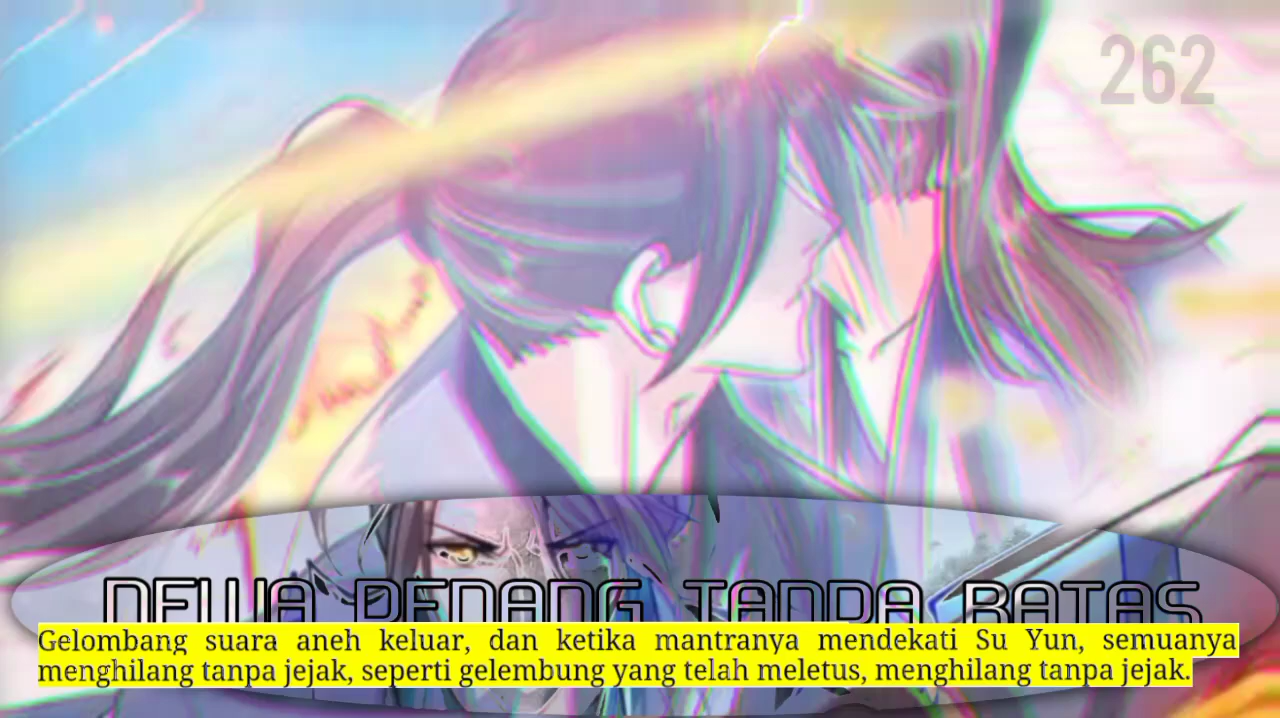 262
DEWA PEDANG TANPA BATAS
Gelombang suara aneh keluar, dan ketika mantranya mendekati Su Yun, semuanya
menghilang tanpa jejak, seperti gelembung yang telah meletus, menghilang tanpa jejak.